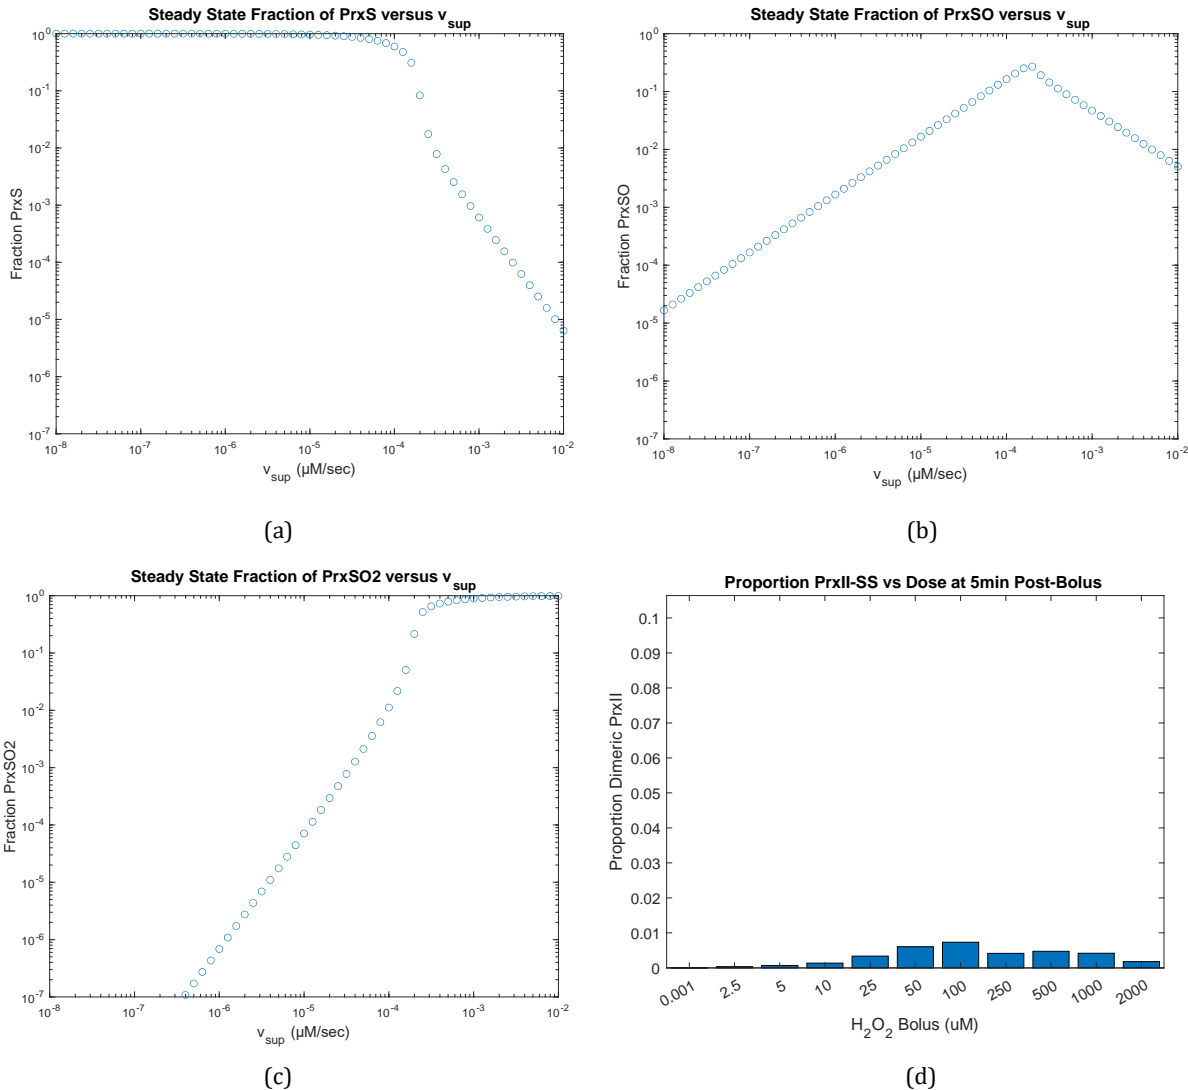 Steady State Fraction of PrxS versus v_sup
Fraction PrxS
10^0
10^-1
10^-2
10^-3
10^-4
10^-5
10^-6
10^-7
10^-8 10^-7 10^-6 10^-5 10^-4 10^-3 10^-2
v_sup (µM/sec)
(a)
Steady State Fraction of PrxSO versus v_sup
Fraction PrxSO
10^0
10^-1
10^-2
10^-3
10^-4
10^-5
10^-6
10^-7
10^-8 10^-7 10^-6 10^-5 10^-4 10^-3 10^-2
v_sup (µM/sec)
(b)
Steady State Fraction of PrxSO2 versus v_sup
Fraction PrxSO2
10^0
10^-1
10^-2
10^-3
10^-4
10^-5
10^-6
10^-7
10^-8 10^-7 10^-6 10^-5 10^-4 10^-3 10^-2
v_sup (µM/sec)
(c)
Proportion PrxII-SS vs Dose at 5min Post-Bolus
Proportion Dimeric PrxII
0.1
0.09
0.08
0.07
0.06
0.05
0.04
0.03
0.02
0.01
0
0.001 2.5 5 10 25 50 100 250 500 1000 2000
H_2O_2 Bolus (uM)
(d)